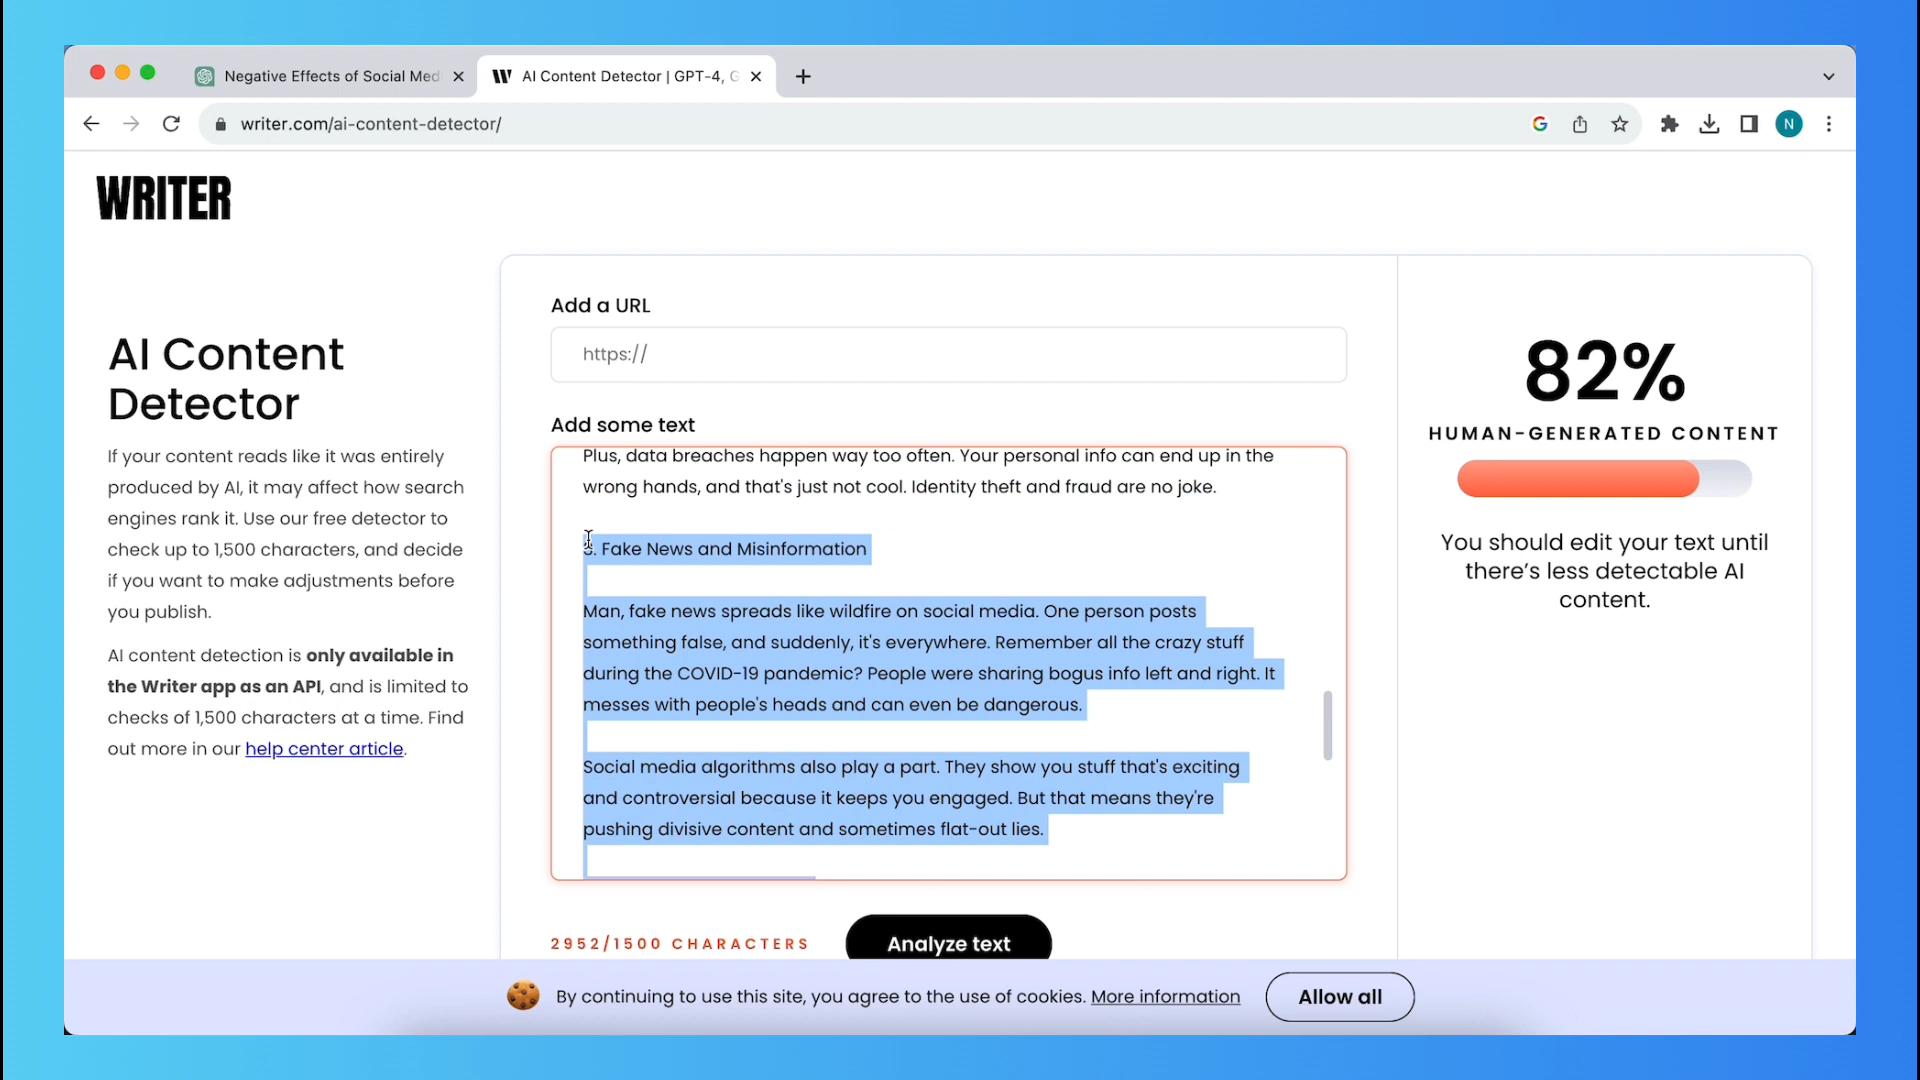 Negative Effects of Social Med
AI Content Detector | GPT-4, G
writer.com/ai-content-detector/
N
WRITER
AI Content
Detector
If your content reads like it was entirely
produced by AI, it may affect how search
engines rank it. Use our free detector to
check up to 1,500 characters, and decide
if you want to make adjustments before
you publish.
AI content detection is only available in
the Writer app as an API, and is limited to
checks of 1,500 characters at a time. Find
out more in our help center article.
Add a URL
https://
Add some text
Plus, data breaches happen way too often. Your personal info can end up in the
wrong hands, and that's just not cool. Identity theft and fraud are no joke.
Fake News and Misinformation
Man, fake news spreads like wildfire on social media. One person posts
something false, and suddenly, it's everywhere. Remember all the crazy stuff
during the COVID-19 pandemic? People were sharing bogus info left and right. It
messes with people's heads and can even be dangerous.
Social media algorithms also play a part. They show you stuff that's exciting
and controversial because it keeps you engaged. But that means they're
pushing divisive content and sometimes flat-out lies.
2952/1500 CHARACTERS
Analyze text
82%
HUMAN-GENERATED CONTENT
You should edit your text until
there's less detectable AI
content.
By continuing to use this site, you agree to the use of cookies. More information
Allow all